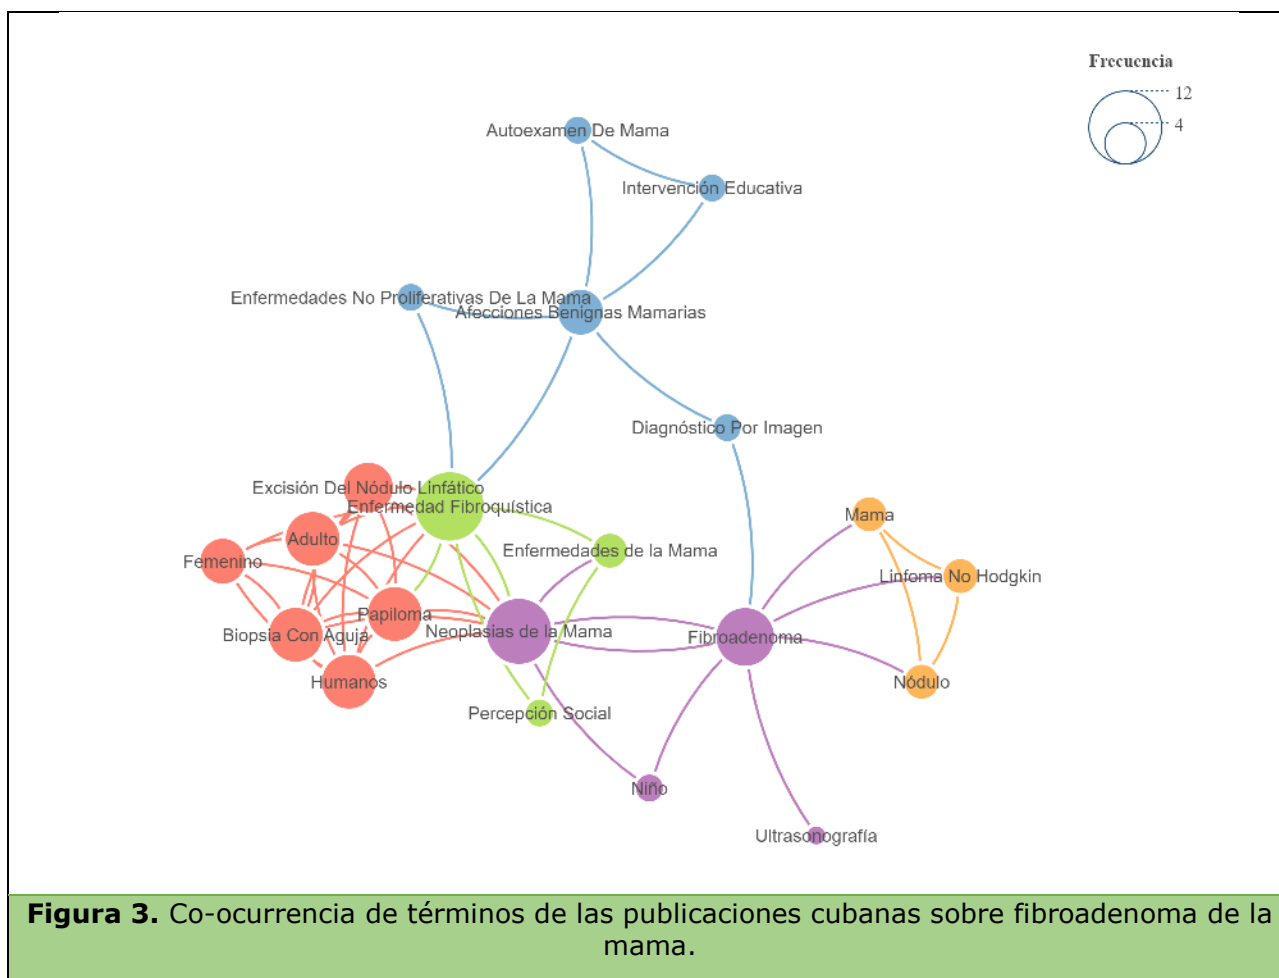 Frecuencia
12
4
Autoexamen De Mama
Intervención Educativa
Enfermedades No Proliferativas De La Mama
Afecciones Benignas Mamarias
Diagnóstico Por Imagen
Excisión Del Nódulo Linfático
Enfermedad Fibroquística
Mama
Adulto
Enfermedades de la Mama
Femenino
Linfoma No Hodgkin
Papiloma
Biopsia Con Aguja
Neoplasias de la Mama
Fibroadenoma
Humanos
Nódulo
Percepción Social
Niño
Ultrasonografía
Figura 3. Co-ocurrencia de términos de las publicaciones cubanas sobre fibroadenoma de la
mama.